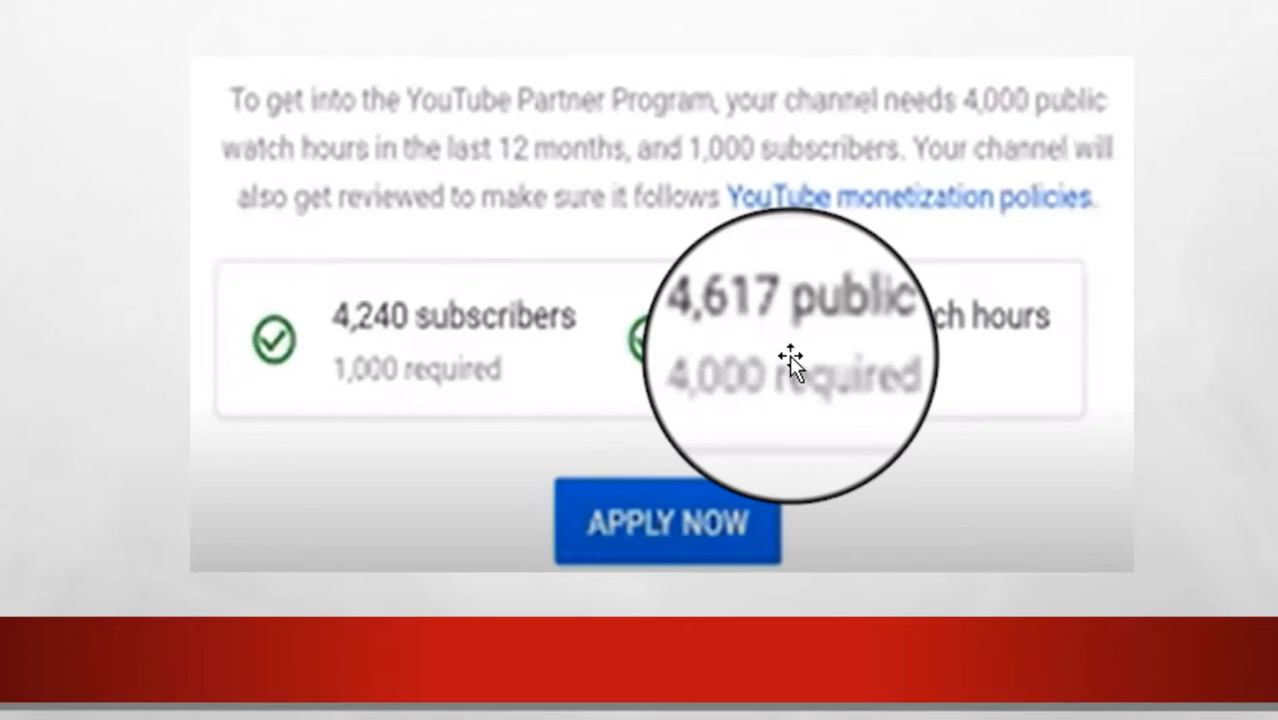 To get into the YouTube Partner Program, your channel needs 4,000 public
watch hours in the last 12 months, and 1,000 subscribers. Your channel will
also get reviewed to make sure it follows YouTube monetization policies.
4,240 subscribers
1,000 required
4,617 public ch hours
4,000 required
APPLY NOW